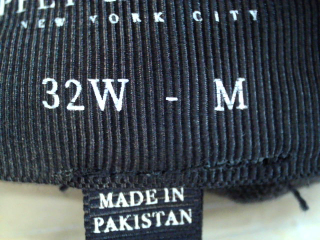 NEW YORK CITY
32W - M
MADE IN
PAKISTAN